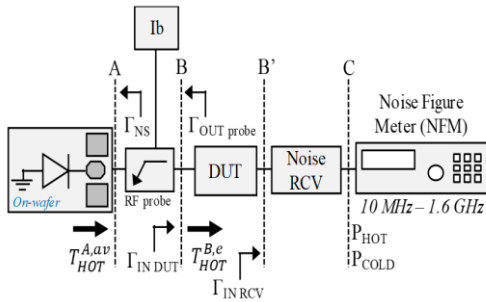 Ib
A
B
B'
C
Γ_NS
Γ_OUT probe
Noise Figure
Meter (NFM)
On-wafer
RF probe
DUT
Noise
RCV
10 MHz – 1.6 GHz
T_HOT^A,av
Γ_IN DUT
T_HOT^B,e
Γ_IN RCV
P_HOT
P_COLD